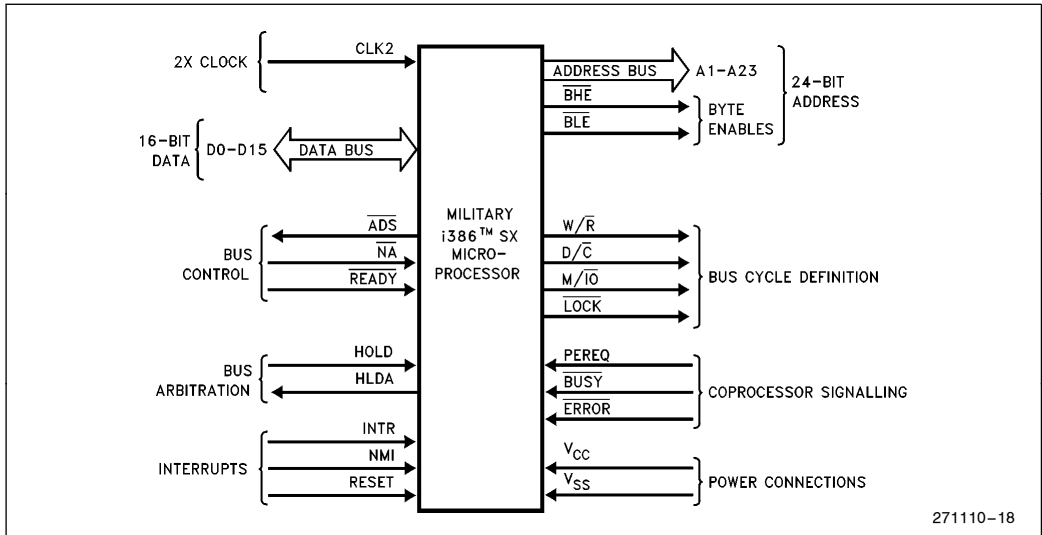 2X CLOCK
CLK2
16-BIT
DATA
D0-D15
DATA BUS
BUS
CONTROL
ADS
NA
READY
BUS
ARBITRATION
HOLD
HLDA
INTERRUPTS
INTR
NMI
RESET
MILITARY
i386™ SX
MICRO-
PROCESSOR
ADDRESS BUS
A1-A23
BHE
BLE
BYTE
ENABLES
24-BIT
ADDRESS
W/R
D/C
M/IO
LOCK
BUS CYCLE DEFINITION
PEREQ
BUSY
ERROR
COPROCESSOR SIGNALLING
VCC
VSS
POWER CONNECTIONS
271110-18